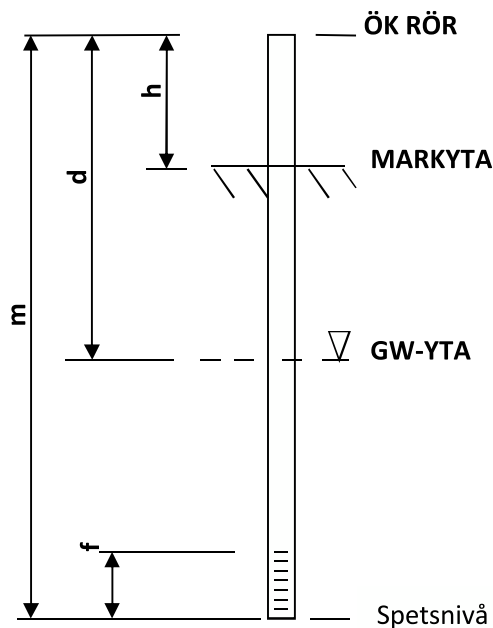 ÖK RÖR
h
MARKYTA
d
m
GW-YTA
f
Spetsnivå